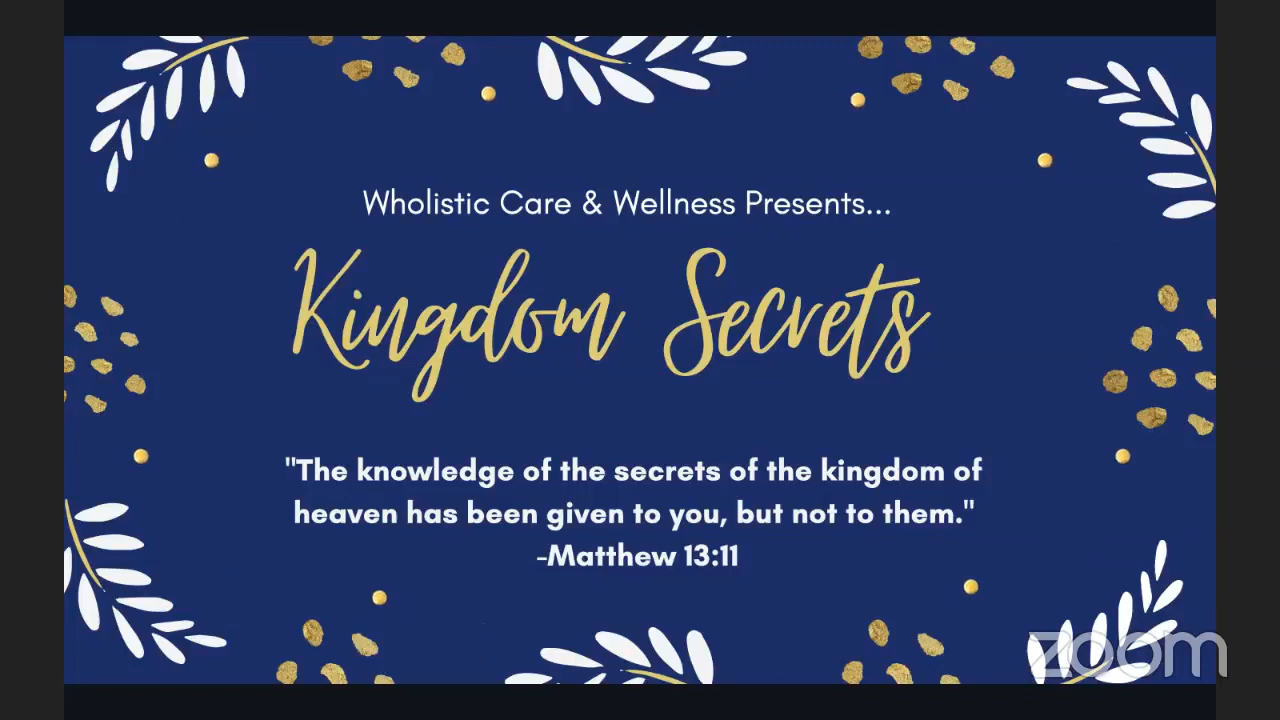 Wholistic Care & Wellness Presents...
Kingdom Secrets
"The knowledge of the secrets of the kingdom of
heaven has been given to you, but not to them."
-Matthew 13:11
zoom